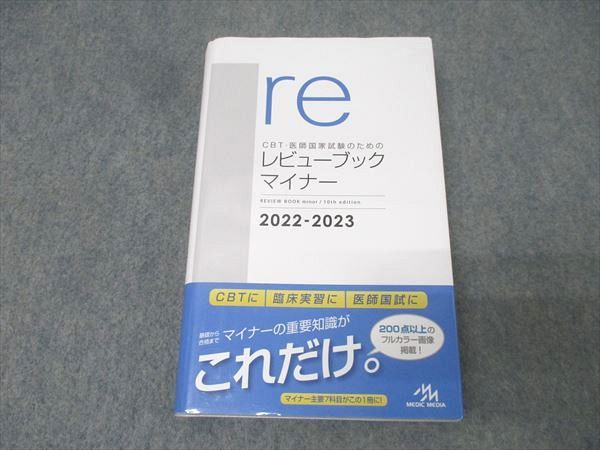 re
CBT・医師国家試験のための
レビューブック
マイナー
REVIEW BOOK minor / 10th edition
2022-2023
CBTに 臨床実習に 医師国試に
基礎から
合格まで
マイナーの重要知識が
これだけ。
200点以上の
フルカラー画像
掲載!
マイナー主要7科目がこの1冊に!
MEDIC MEDIA